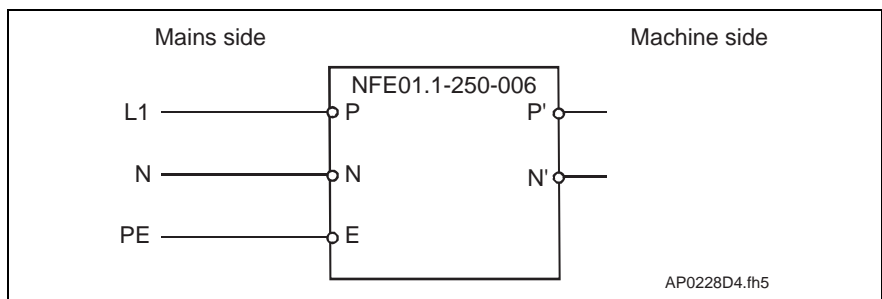 Mains side Machine side
NFE01.1-250-006
L1 P P'
N N N'
PE E
AP0228D4.fh5